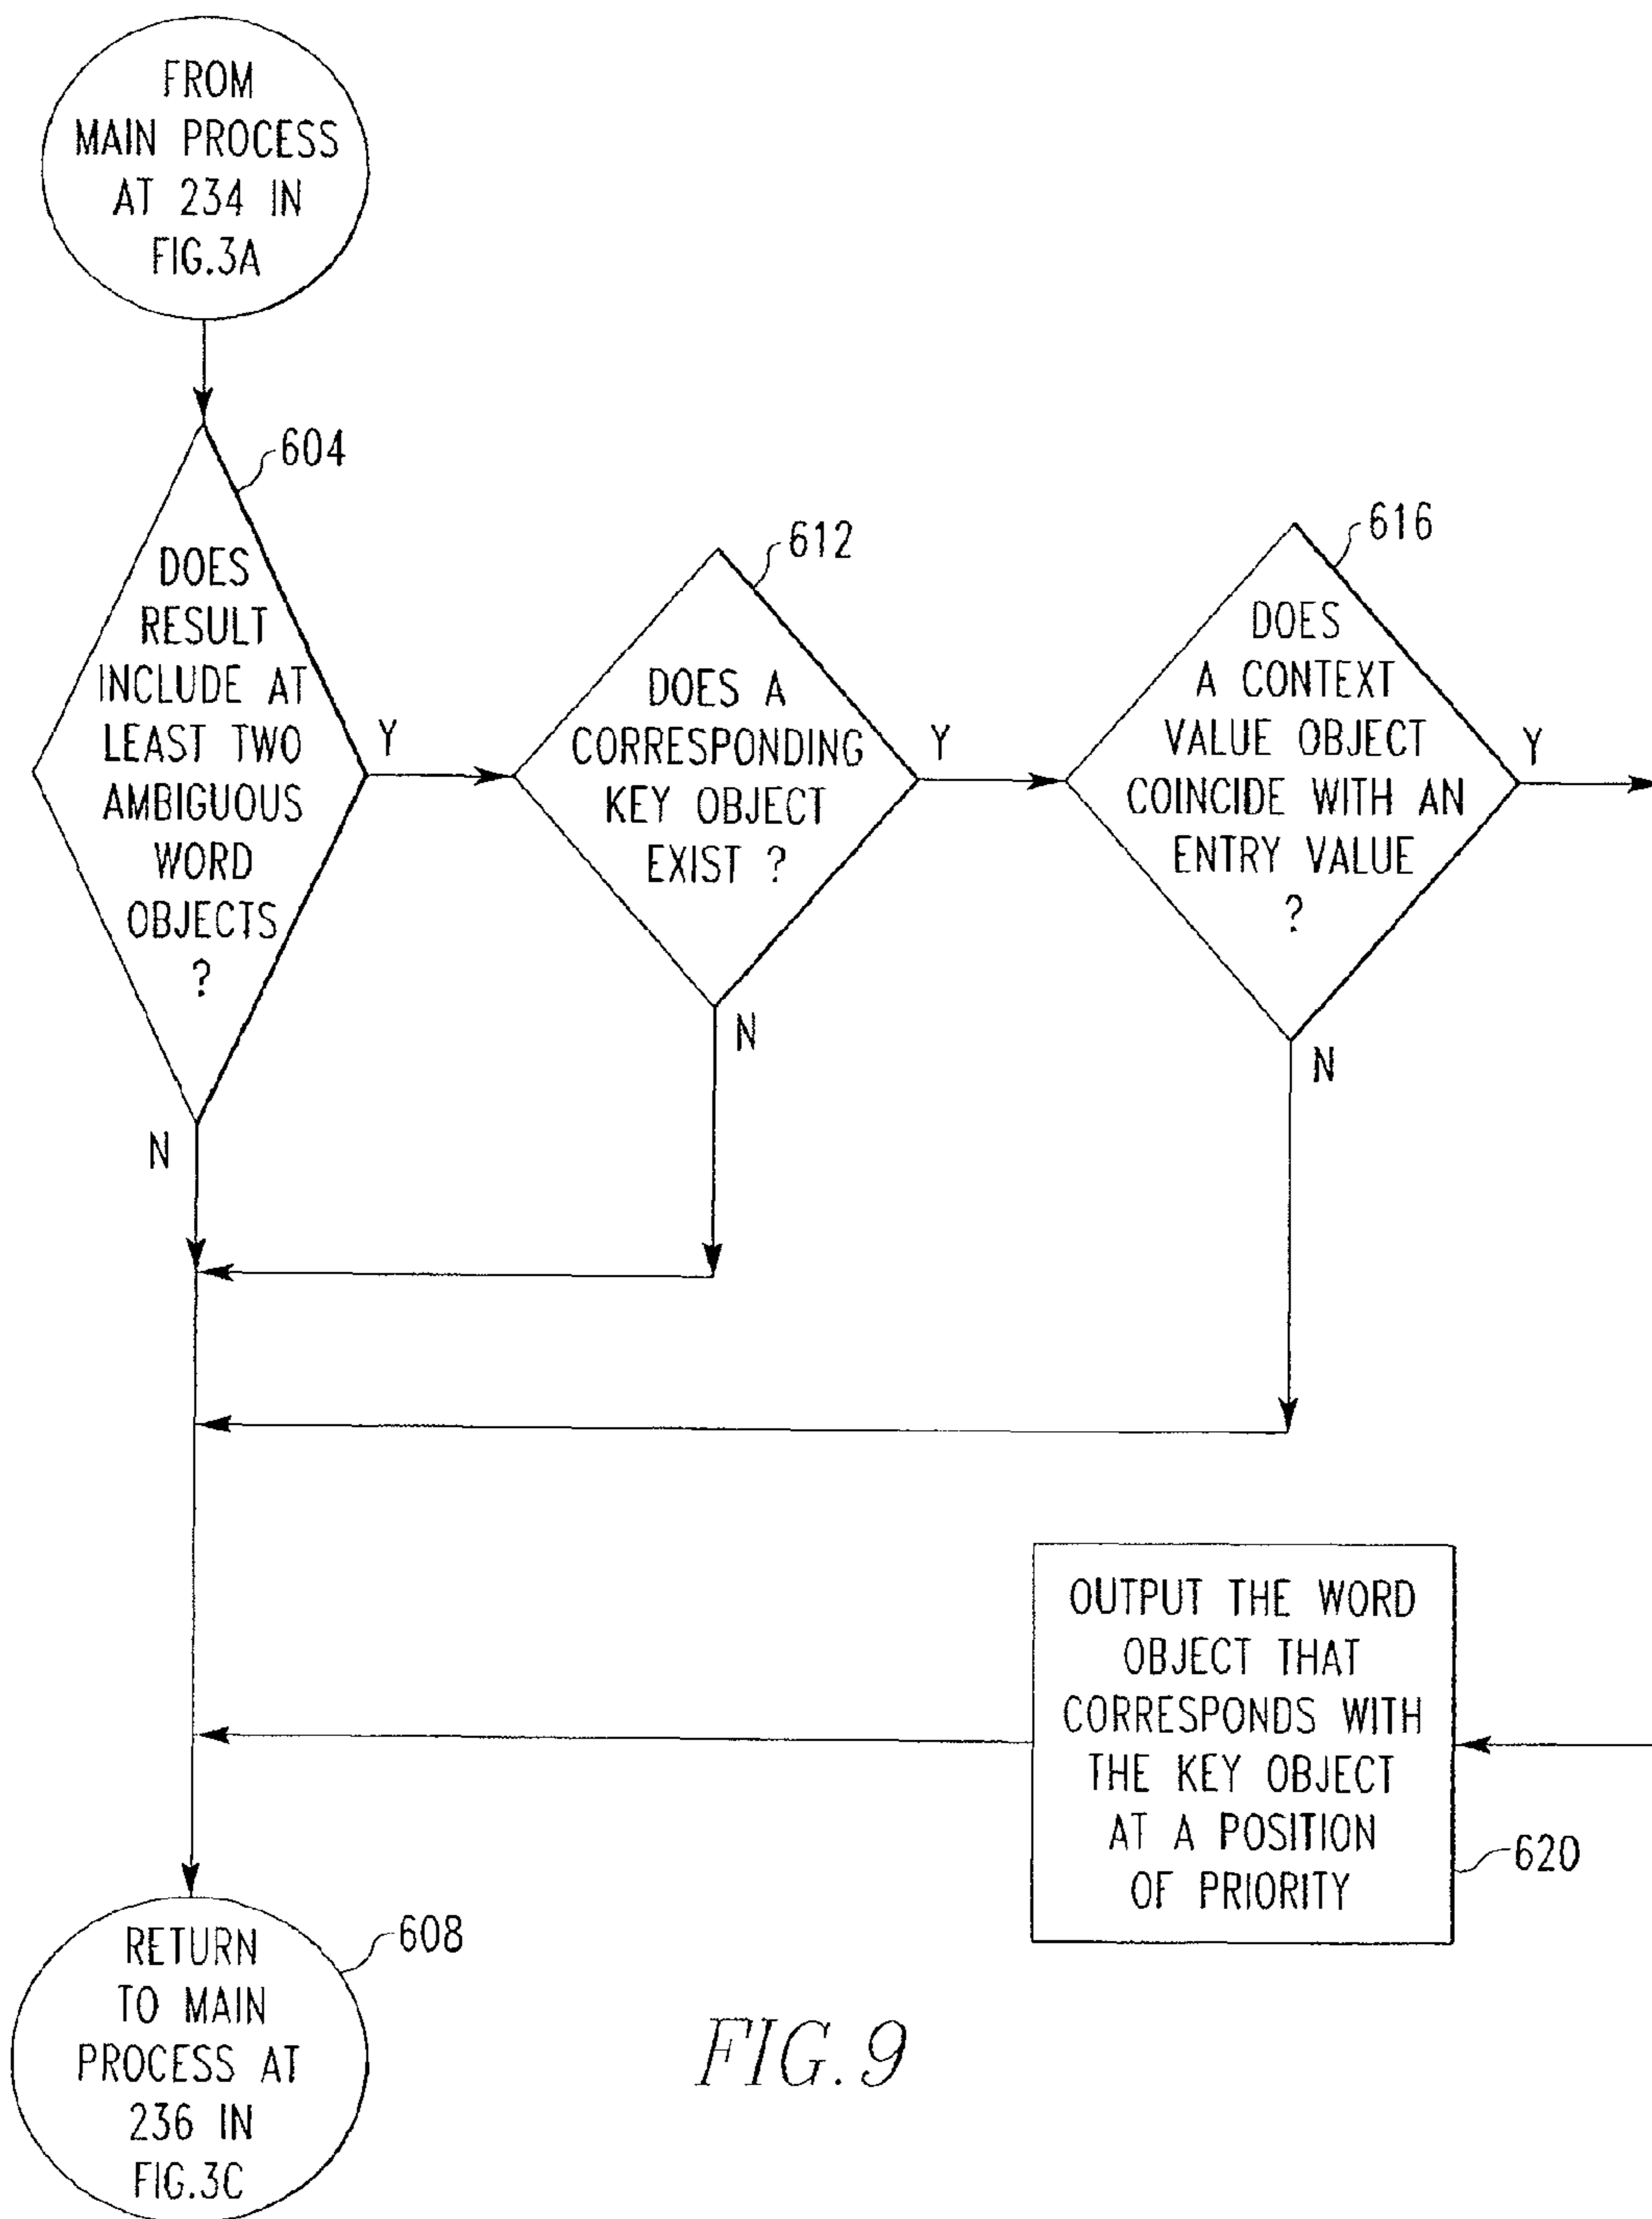 FROM
MAIN PROCESS
AT 234 IN
FIG.3A
604
DOES
RESULT
INCLUDE AT
LEAST TWO
AMBIGUOUS
WORD
OBJECTS
?
Y
N
612
DOES A
CORRESPONDING
KEY OBJECT
EXIST ?
Y
N
616
DOES
A CONTEXT
VALUE OBJECT
COINCIDE WITH AN
ENTRY VALUE
?
Y
N
OUTPUT THE WORD
OBJECT THAT
CORRESPONDS WITH
THE KEY OBJECT
AT A POSITION
OF PRIORITY
620
RETURN
TO MAIN
PROCESS AT
236 IN
FIG.3C
608
FIG. 9